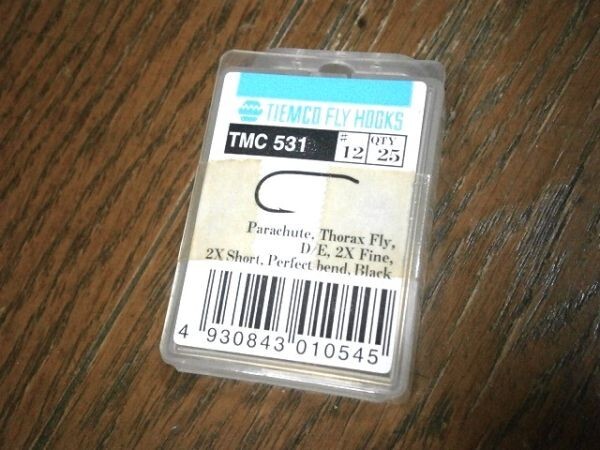 TIEMCO FLY HOOKS
TMC 531 # 12 QTY 25
Parachute, Thorax Fly,
D/E, 2X Fine,
2X Short, Perfect bend, Black
4 930843 010545